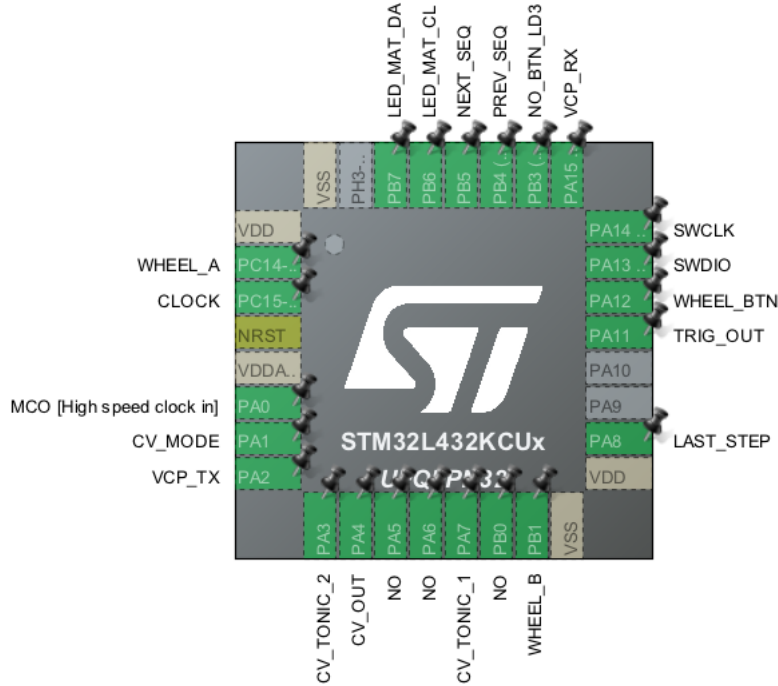 LED_MAT_DA
LED_MAT_CL
NEXT_SEQ
PREV_SEQ
NO_BTN_LD3
VCP_RX
VSS
PH3-..
PB7
PB6
PB5
PB4 (..
PB3 (..
PA15 ..
VDD
WHEEL_A PC14-..
CLOCK PC15-..
NRST
VDDA..
MCO [High speed clock in] PA0
CV_MODE PA1
VCP_TX PA2
PA14 .. SWCLK
PA13 .. SWDIO
PA12 WHEEL_BTN
PA11 TRIG_OUT
PA10
PA9
PA8 LAST_STEP
VDD
ST
STM32L432KCUx
PA3
PA4
PA5
PA6
PA7
PB0
PB1
VSS
CV_TONIC_2
CV_OUT
NO
NO
CV_TONIC_1
NO
WHEEL_B